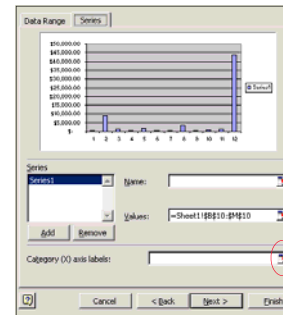 Data Range Series
$50,000.00
$45,000.00
$40,000.00
$35,000.00
$30,000.00
$25,000.00
$20,000.00
$15,000.00
$10,000.00
$5,000.00
$-
1 2 3 4 5 6 7 8 9 10 11 12
Series1
Series
Series1
Name:
Values: =Sheet1!$B$10:$M$10
Add Remove
Category (X) axis labels:
? Cancel < Back Next > Finish